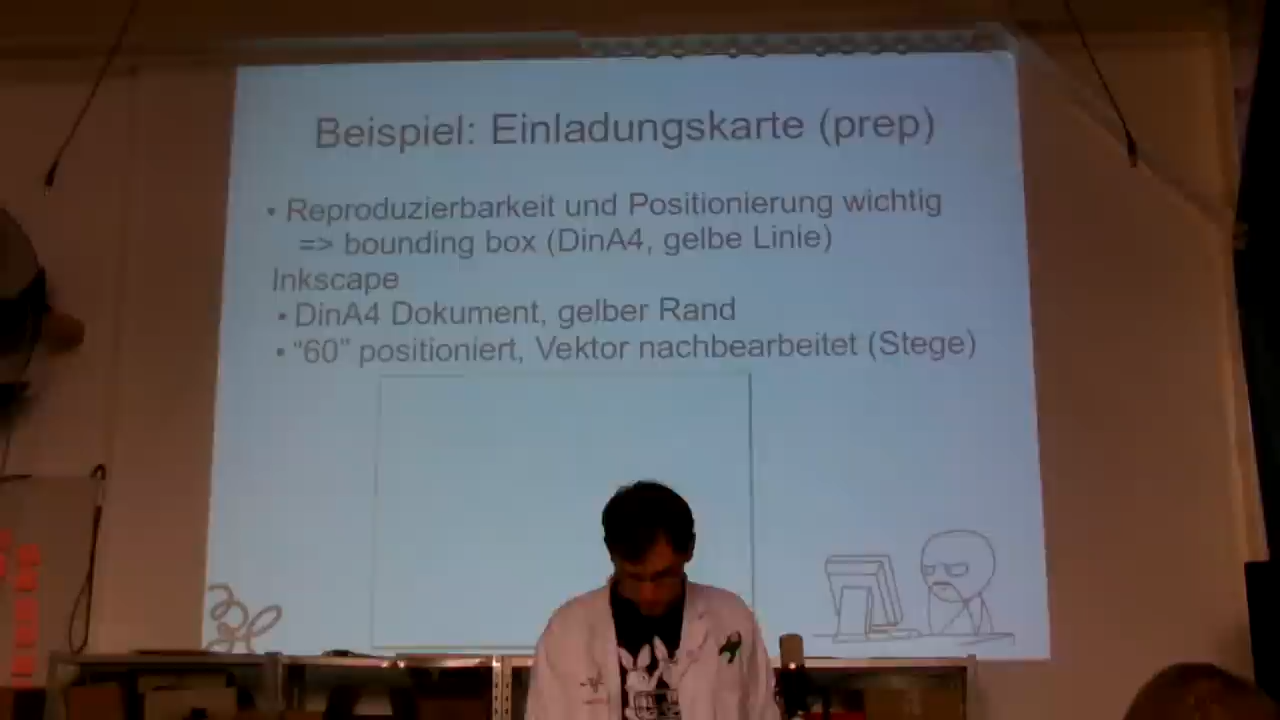 Beispiel: Einladungskarte (prep)
• Reproduzierbarkeit und Positionierung wichtig
=> bounding box (DinA4, gelbe Linie)
Inkscape
• DinA4 Dokument, gelber Rand
• “60” positioniert, Vektor nachbearbeitet (Stege)